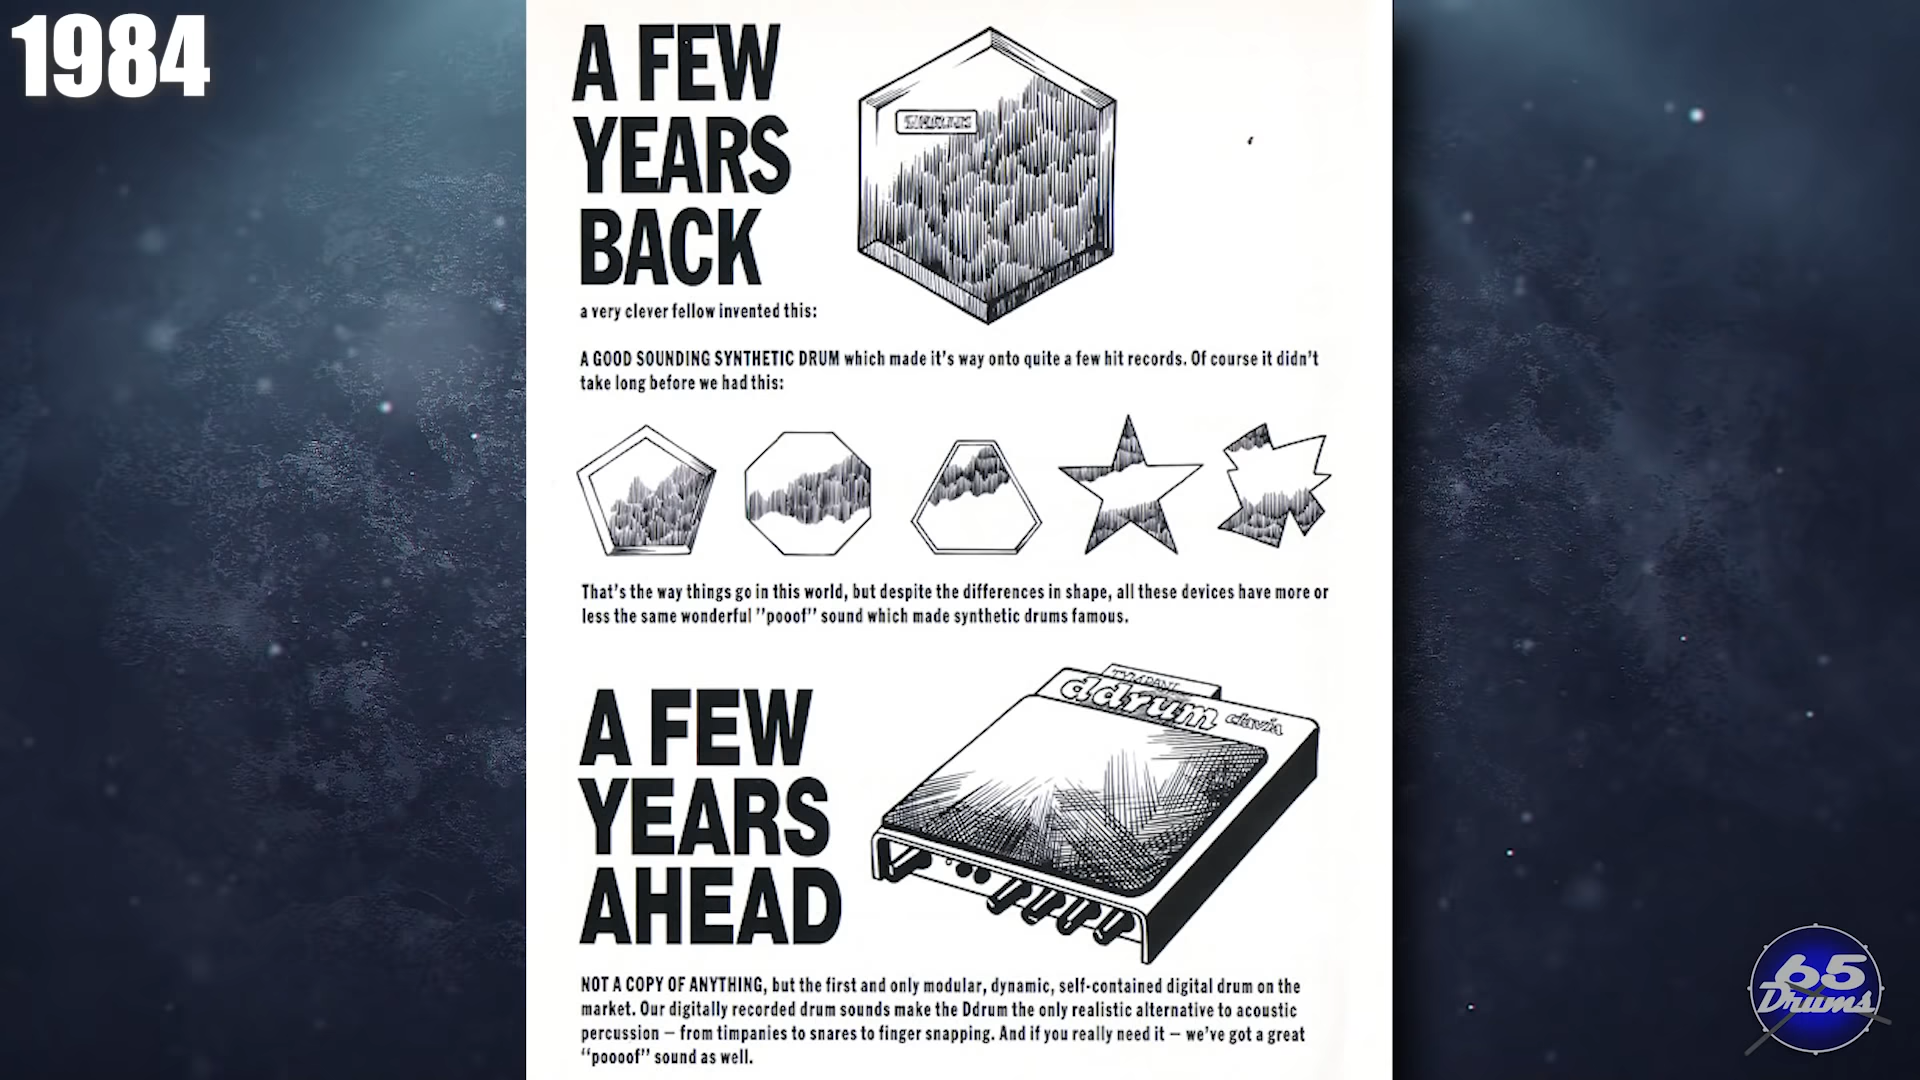 1984
A FEW
YEARS
BACK
a very clever fellow invented this:
SIMMONS
A GOOD SOUNDING SYNTHETIC DRUM which made it's way onto quite a few hit records. Of course it didn't
take long before we had this:
That's the way things go in this world, but despite the differences in shape, all these devices have more or
less the same wonderful "pooof" sound which made synthetic drums famous.
TYMPANI
ddrum clavia
A FEW
YEARS
AHEAD
NOT A COPY OF ANYTHING, but the first and only modular, dynamic, self-contained digital drum on the
market. Our digitally recorded drum sounds make the Ddrum the only realistic alternative to acoustic
percussion – from timpanies to snares to finger snapping. And if you really need it – we've got a great
"poooof" sound as well.
65
Drums